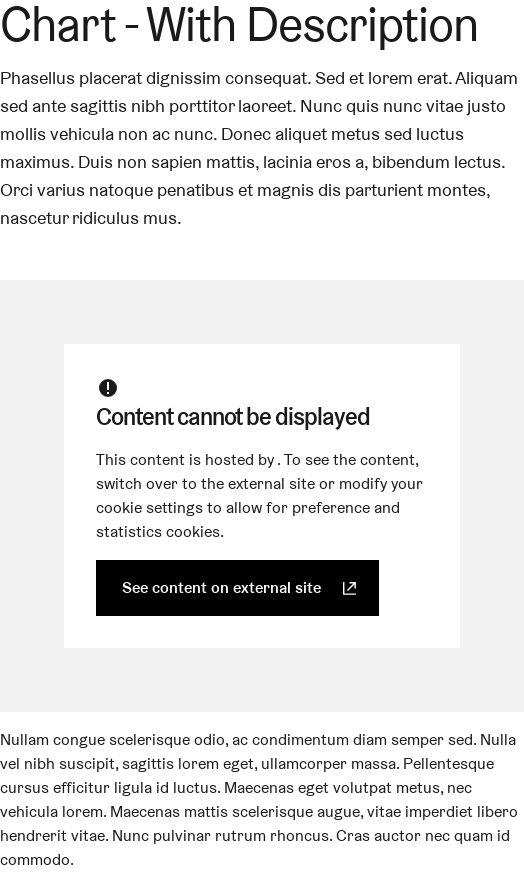 Chart - With Description
Phasellus placerat dignissim consequat. Sed et lorem erat. Aliquam
sed ante sagittis nibh porttitor laoreet. Nunc quis nunc vitae justo
mollis vehicula non ac nunc. Donec aliquet metus sed luctus
maximus. Duis non sapien mattis, lacinia eros a, bibendum lectus.
Orci varius natoque penatibus et magnis dis parturient montes,
nascetur ridiculus mus.
Content cannot be displayed
This content is hosted by . To see the content,
switch over to the external site or modify your
cookie settings to allow for preference and
statistics cookies.
See content on external site
Nullam congue scelerisque odio, ac condimentum diam semper sed. Nulla
vel nibh suscipit, sagittis lorem eget, ullamcorper massa. Pellentesque
cursus efficitur ligula id luctus. Maecenas eget volutpat metus, nec
vehicula lorem. Maecenas mattis scelerisque augue, vitae imperdiet libero
hendrerit vitae. Nunc pulvinar rutrum rhoncus. Cras auctor nec quam id
commodo.